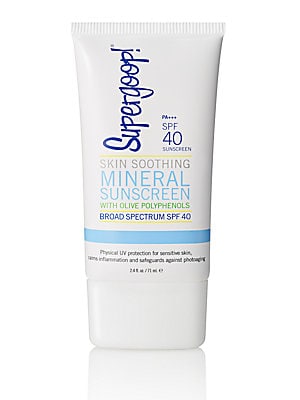 Supergoop!
PA+++
SPF
40
SUNSCREEN
SKIN SOOTHING
MINERAL
SUNSCREEN
WITH OLIVE POLYPHENOLS
BROAD SPECTRUM SPF 40
Physical UV protection for sensitive skin,
calms inflammation and safeguards against photoaging
2.4 fl. oz. / 71 ml. e